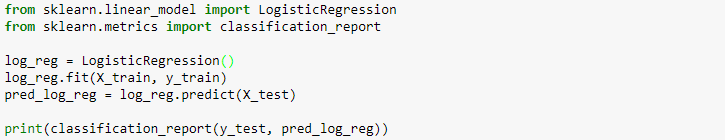 from sklearn.linear_model import LogisticRegression
from sklearn.metrics import classification_report
log_reg = LogisticRegression()
log_reg.fit(X_train, y_train)
pred_log_reg = log_reg.predict(X_test)
print(classification_report(y_test, pred_log_reg))